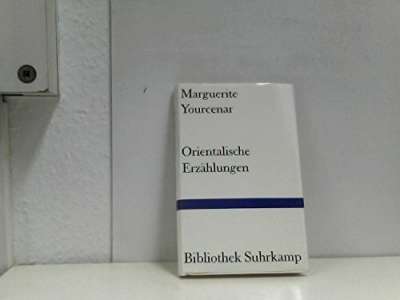 Marguerite
Yourcenar
Orientalische
Erzählungen
Bibliothek Suhrkamp